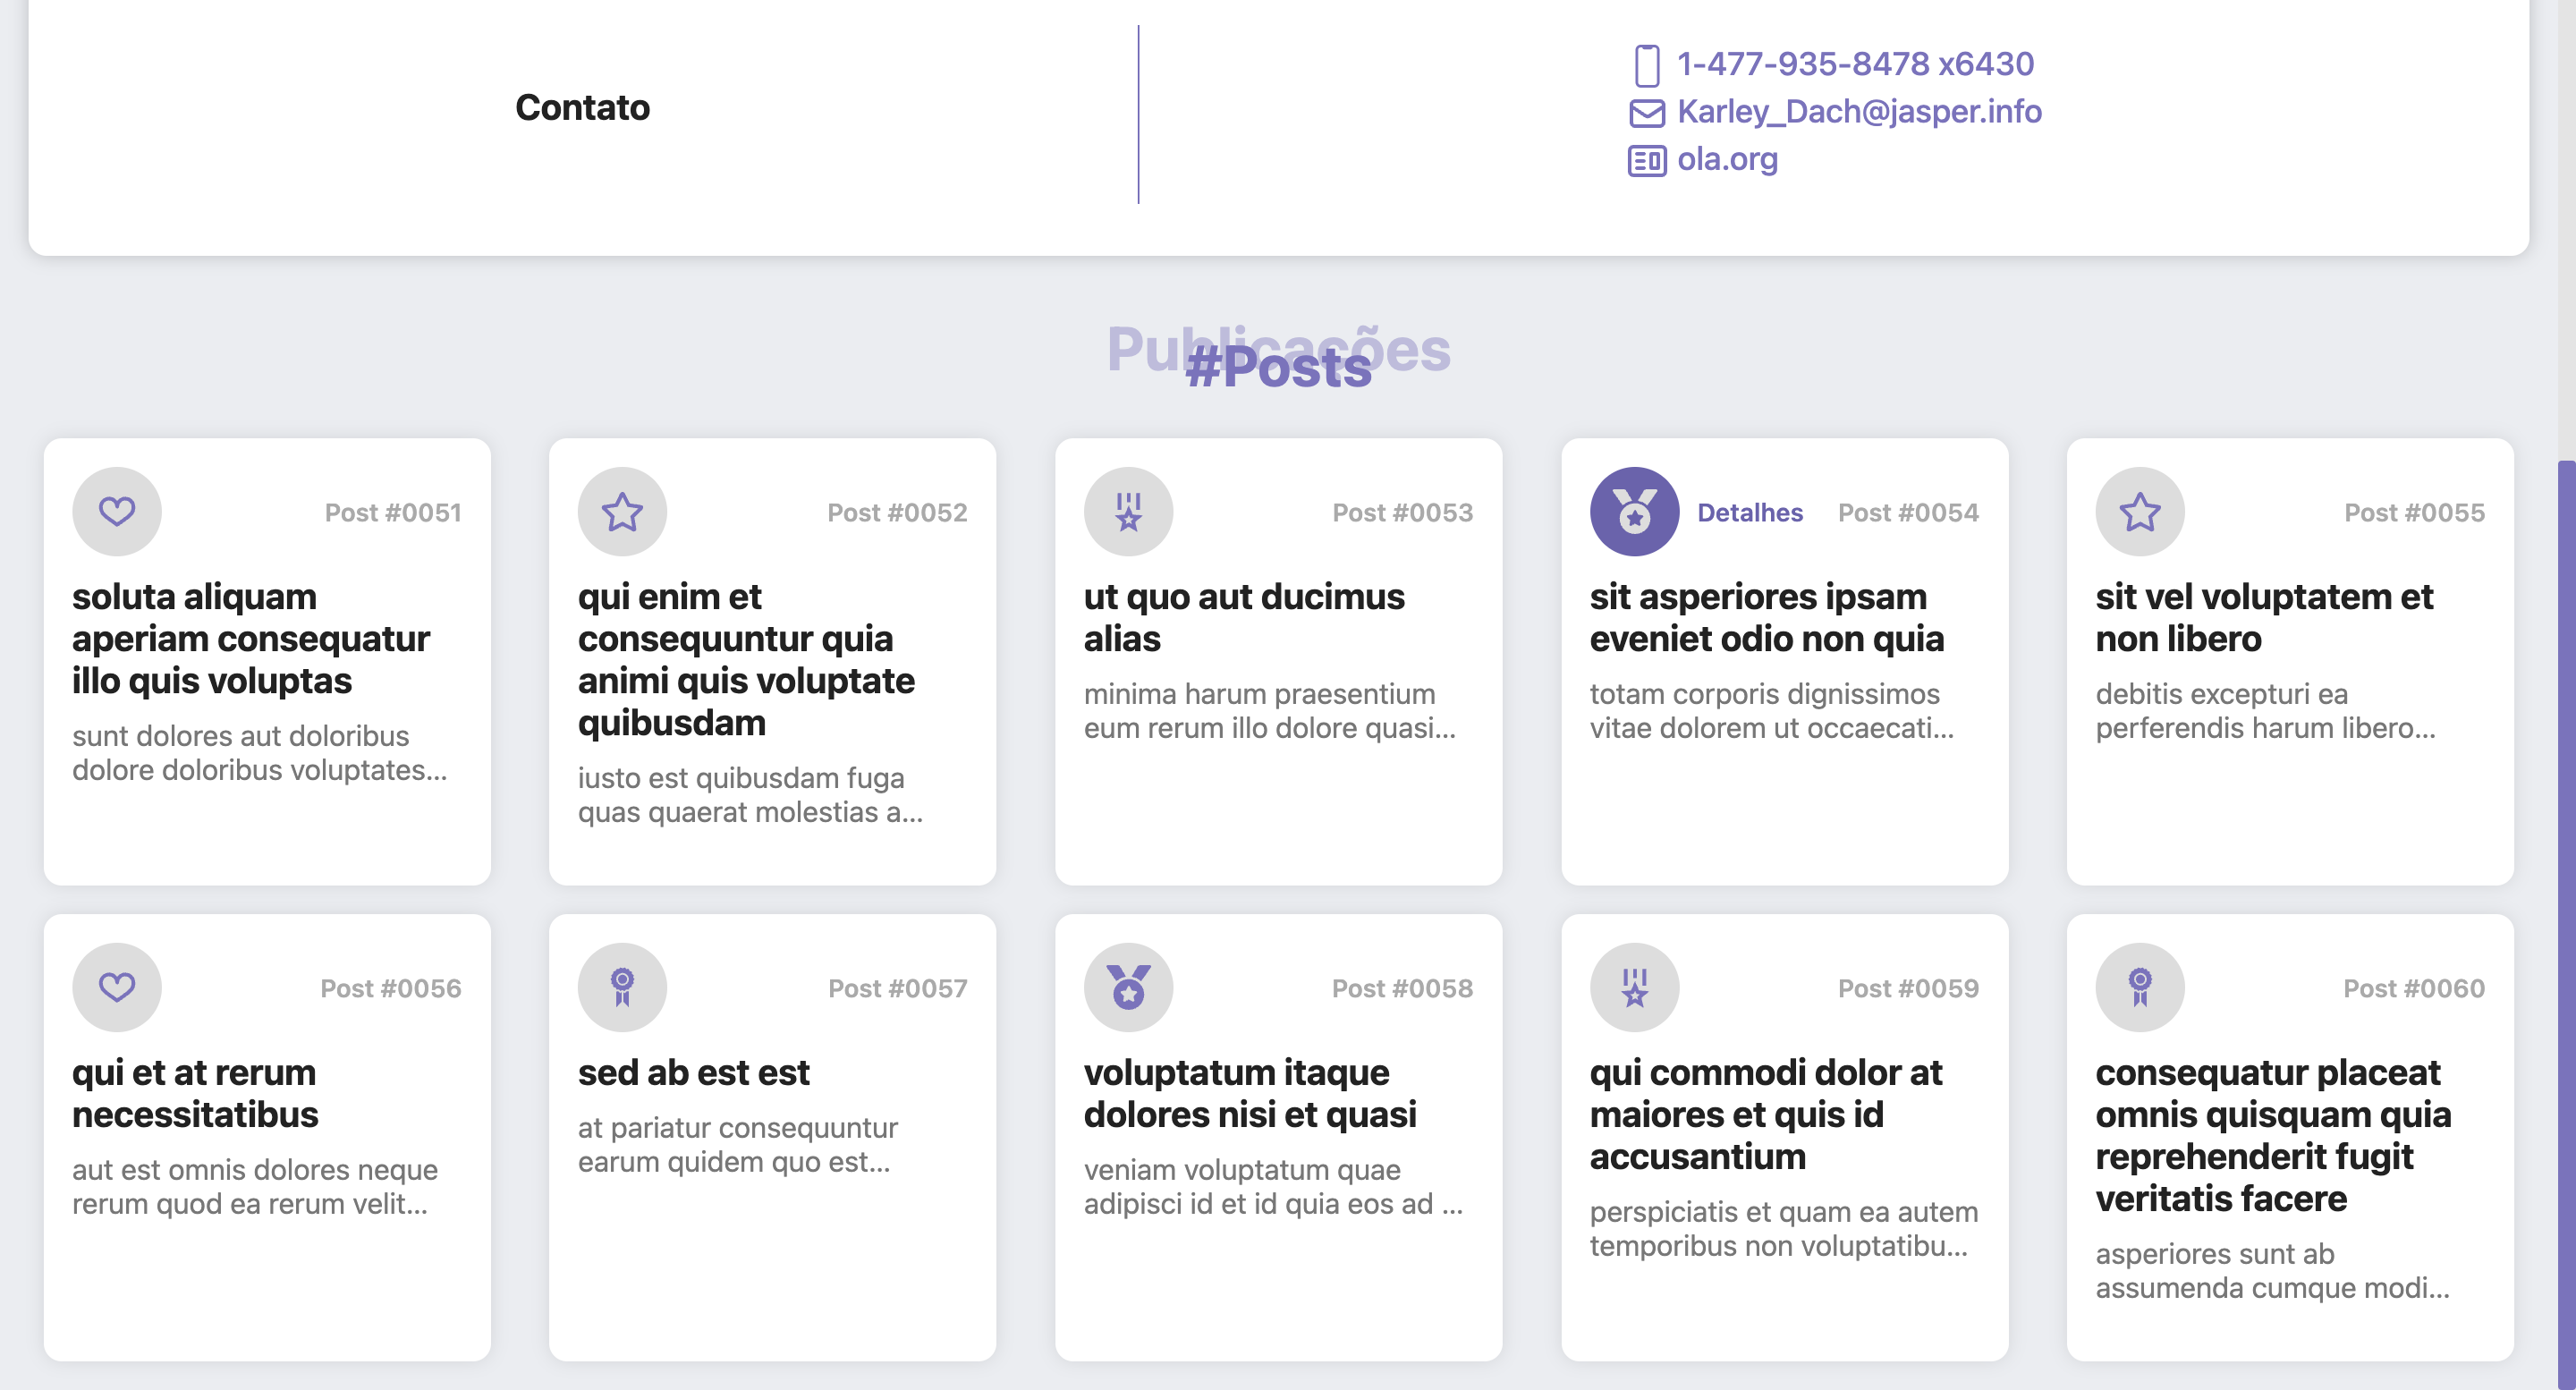 Contato
1-477-935-8478 x6430
Karley_Dach@jasper.info
ola.org
Publicações
#Posts
Post #0051
soluta aliquam
aperiam consequatur
illo quis voluptas
sunt dolores aut doloribus
dolore doloribus voluptates...
Post #0052
qui enim et
consequuntur quia
animi quis voluptate
quibusdam
iusto est quibusdam fuga
quas quaerat molestias a...
Post #0053
ut quo aut ducimus
alias
minima harum praesentium
eum rerum illo dolore quasi...
Detalhes Post #0054
sit asperiores ipsam
eveniet odio non quia
totam corporis dignissimos
vitae dolorem ut occaecati...
Post #0055
sit vel voluptatem et
non libero
debitis excepturi ea
perferendis harum libero...
Post #0056
qui et at rerum
necessitatibus
aut est omnis dolores neque
rerum quod ea rerum velit...
Post #0057
sed ab est est
at pariatur consequuntur
earum quidem quo est...
Post #0058
voluptatum itaque
dolores nisi et quasi
veniam voluptatum quae
adipisci id et id quia eos ad ...
Post #0059
qui commodi dolor at
maiores et quis id
accusantium
perspiciatis et quam ea autem
temporibus non voluptatibu...
Post #0060
consequatur placeat
omnis quisquam quia
reprehenderit fugit
veritatis facere
asperiores sunt ab
assumenda cumque modi...